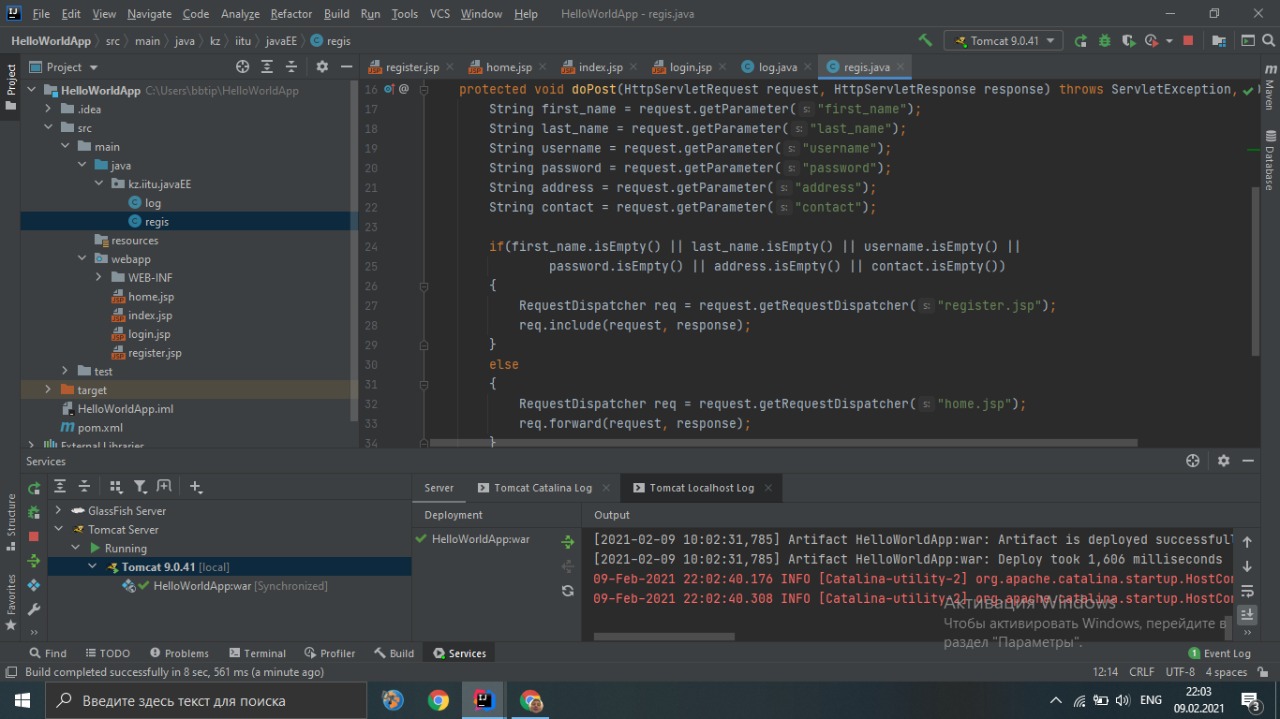 File Edit View Navigate Code Analyze Refactor Build Run Tools VCS Window Help HelloWorldApp - regis.java
HelloWorldApp src main java kz iitu javaEE regis Tomcat 9.0.41
Project register.jsp home.jsp index.jsp login.jsp log.java regis.java
HelloWorldApp C:\Users\bbtip\HelloWorldApp
.idea
src
main
java
kz.iitu.javaEE
log
regis
resources
webapp
WEB-INF
home.jsp
index.jsp
login.jsp
register.jsp
test
target
HelloWorldApp.iml
pom.xml
External Libraries
16 protected void doPost(HttpServletRequest request, HttpServletResponse response) throws ServletException,
17 String first_name = request.getParameter( s: "first_name");
18 String last_name = request.getParameter( s: "last_name");
19 String username = request.getParameter( s: "username");
20 String password = request.getParameter( s: "password");
21 String address = request.getParameter( s: "address");
22 String contact = request.getParameter( s: "contact");
23
24 if(first_name.isEmpty() || last_name.isEmpty() || username.isEmpty() ||
25 password.isEmpty() || address.isEmpty() || contact.isEmpty())
26 {
27 RequestDispatcher req = request.getRequestDispatcher( s: "register.jsp");
28 req.include(request, response);
29 }
30 else
31 {
32 RequestDispatcher req = request.getRequestDispatcher( s: "home.jsp");
33 req.forward(request, response);
34 }
Project
Structure
Favorites
Maven
Database
Services
Server Tomcat Catalina Log Tomcat Localhost Log
GlassFish Server
Tomcat Server
Running
Tomcat 9.0.41 [local]
HelloWorldApp:war [Synchronized]
Deployment
HelloWorldApp:war
Output
[2021-02-09 10:02:31,785] Artifact HelloWorldApp:war: Artifact is deployed successfull
[2021-02-09 10:02:31,785] Artifact HelloWorldApp:war: Deploy took 1,606 milliseconds
09-Feb-2021 22:02:40.176 INFO [Catalina-utility-2] org.apache.catalina.startup.HostCon
09-Feb-2021 22:02:40.308 INFO [Catalina-utility-2] org.apache.catalina.startup.HostCon
Активация Windows
Чтобы активировать Windows, перейдите в
раздел "Параметры".
Find TODO Problems Terminal Profiler Build Services 1 Event Log
Build completed successfully in 8 sec, 561 ms (a minute ago) 12:14 CRLF UTF-8 4 spaces
Введите здесь текст для поиска
ENG
22:03
09.02.2021
3